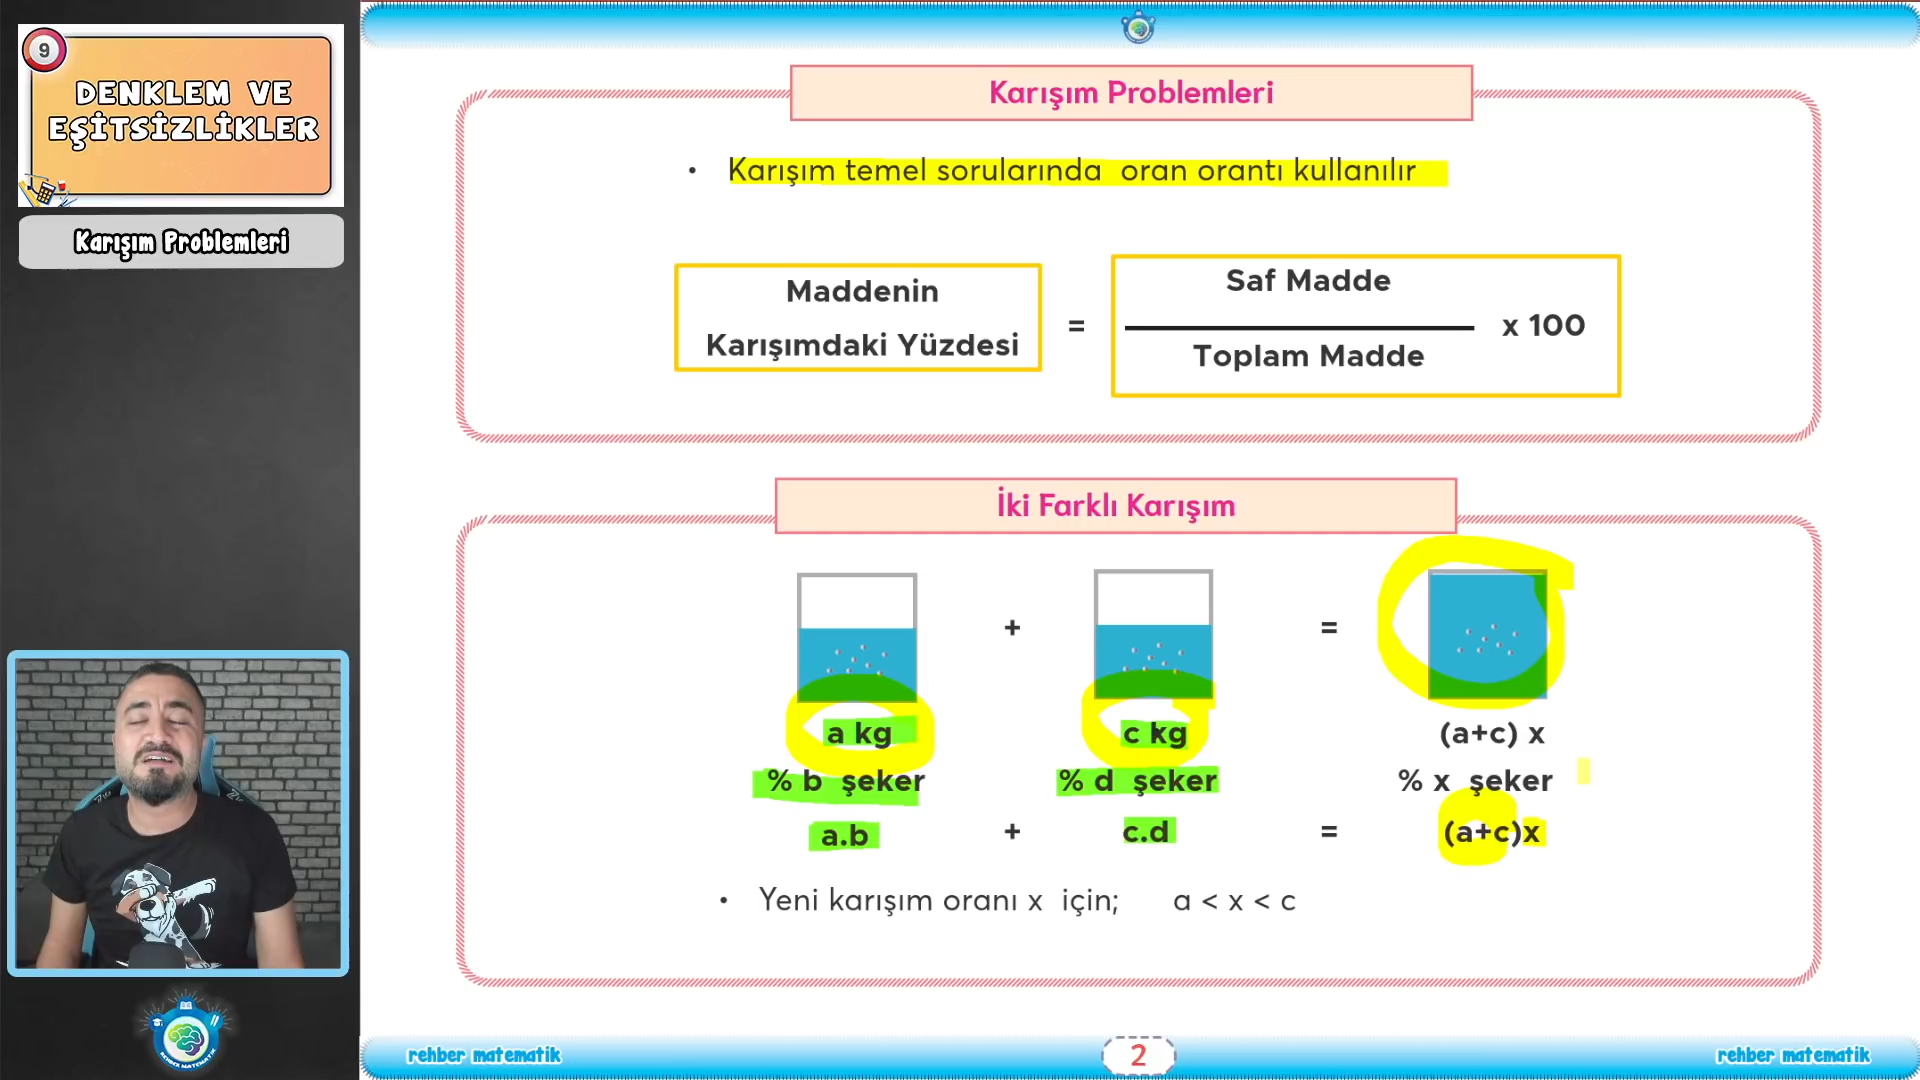 9
DENKLEM VE
EŞİTSİZLİKLER
Karışım Problemleri
Karışım Problemleri
• Karışım temel sorularında oran orantı kullanılır
Maddenin
Karışımdaki Yüzdesi
=
Saf Madde
Toplam Madde
x 100
İki Farklı Karışım
+ =
a kg c kg (a+c) x
% b şeker % d şeker % x şeker
a.b + c.d = (a+c)x
• Yeni karışım oranı x için; a < x < c
REHBER MATEMATİK
rehber matematik 2 rehber matematik